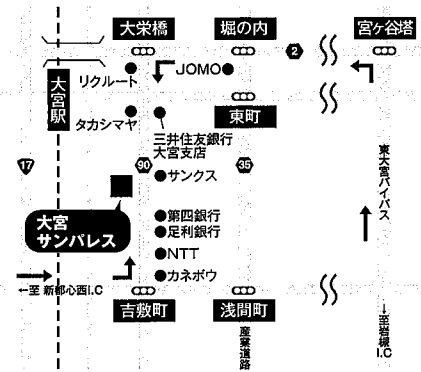 大栄橋
堀の内
宮ヶ谷塔
2
JOMO
リクルート
大宮駅
タカシマヤ
東町
三井住友銀行
大宮支店
東大宮バイパス
17
90
35
サンクス
大宮
サンパレス
第四銀行
足利銀行
NTT
カネボウ
←至 新都心西I.C
吉敷町
浅間町
産業道路
→至岩槻I.C